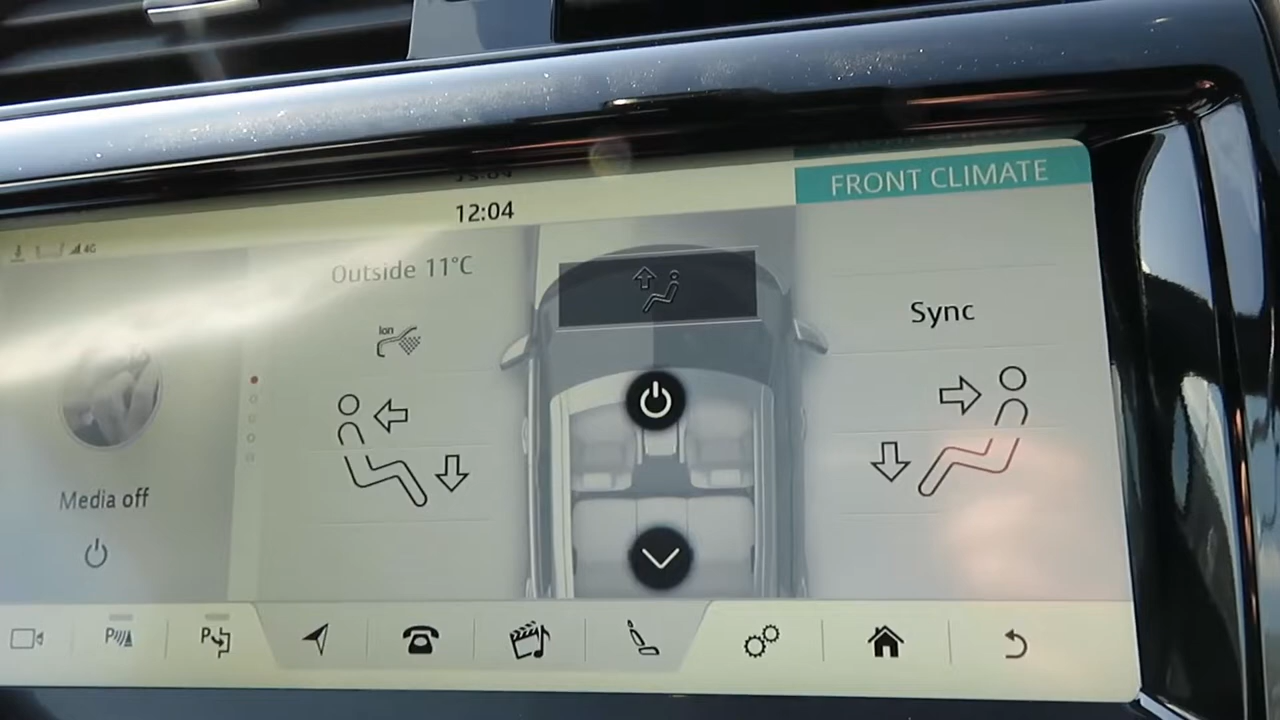 FRONT CLIMATE
12:04
4G
Outside 11°C
Sync
Ion
Media off
P
P